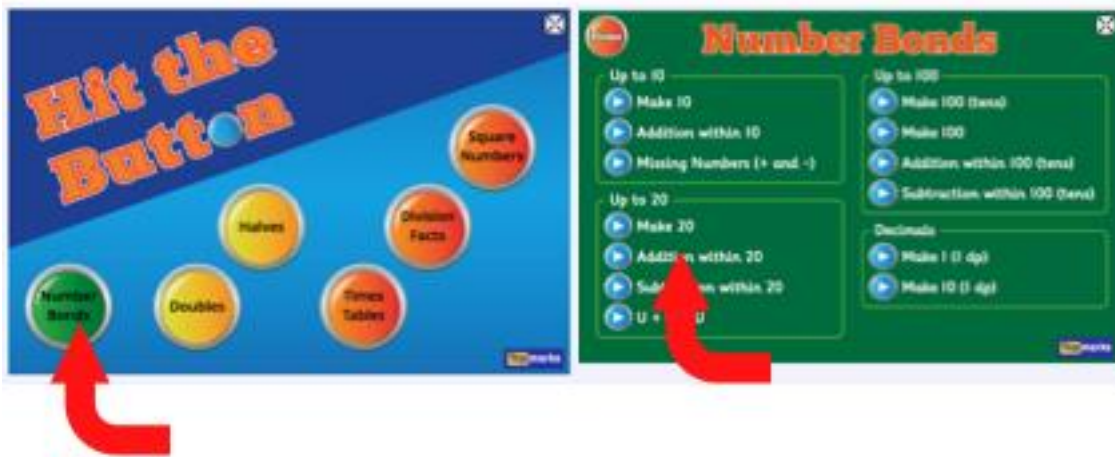 Hit the
Button
Square
Numbers
Halves
Division
Facts
Number
Bonds
Doubles
Times
Tables
Topmarks
Home
Number Bonds
Up to 10
Make 10
Addition within 10
Missing Numbers (+ and -)
Up to 20
Make 20
Addition within 20
within 20
U +
Up to 100
Make 100 (tens)
Make 100
Addition within 100 (tens)
Subtraction within 100 (tens)
Decimals
Make 1 (1 dp)
Make 10 (1 dp)
Topmarks